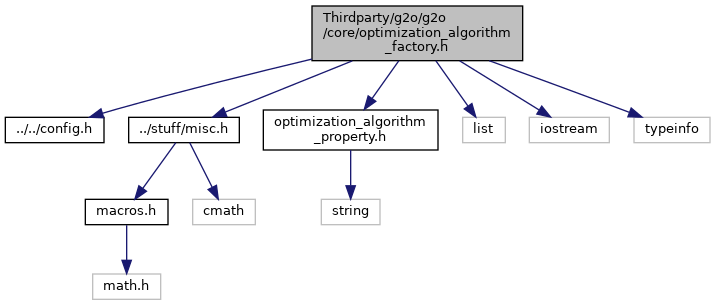 Thirdparty/g2o/g2o
/core/optimization_algorithm
_factory.h
../../config.h
../stuff/misc.h
optimization_algorithm
_property.h
list
iostream
typeinfo
macros.h
cmath
string
math.h